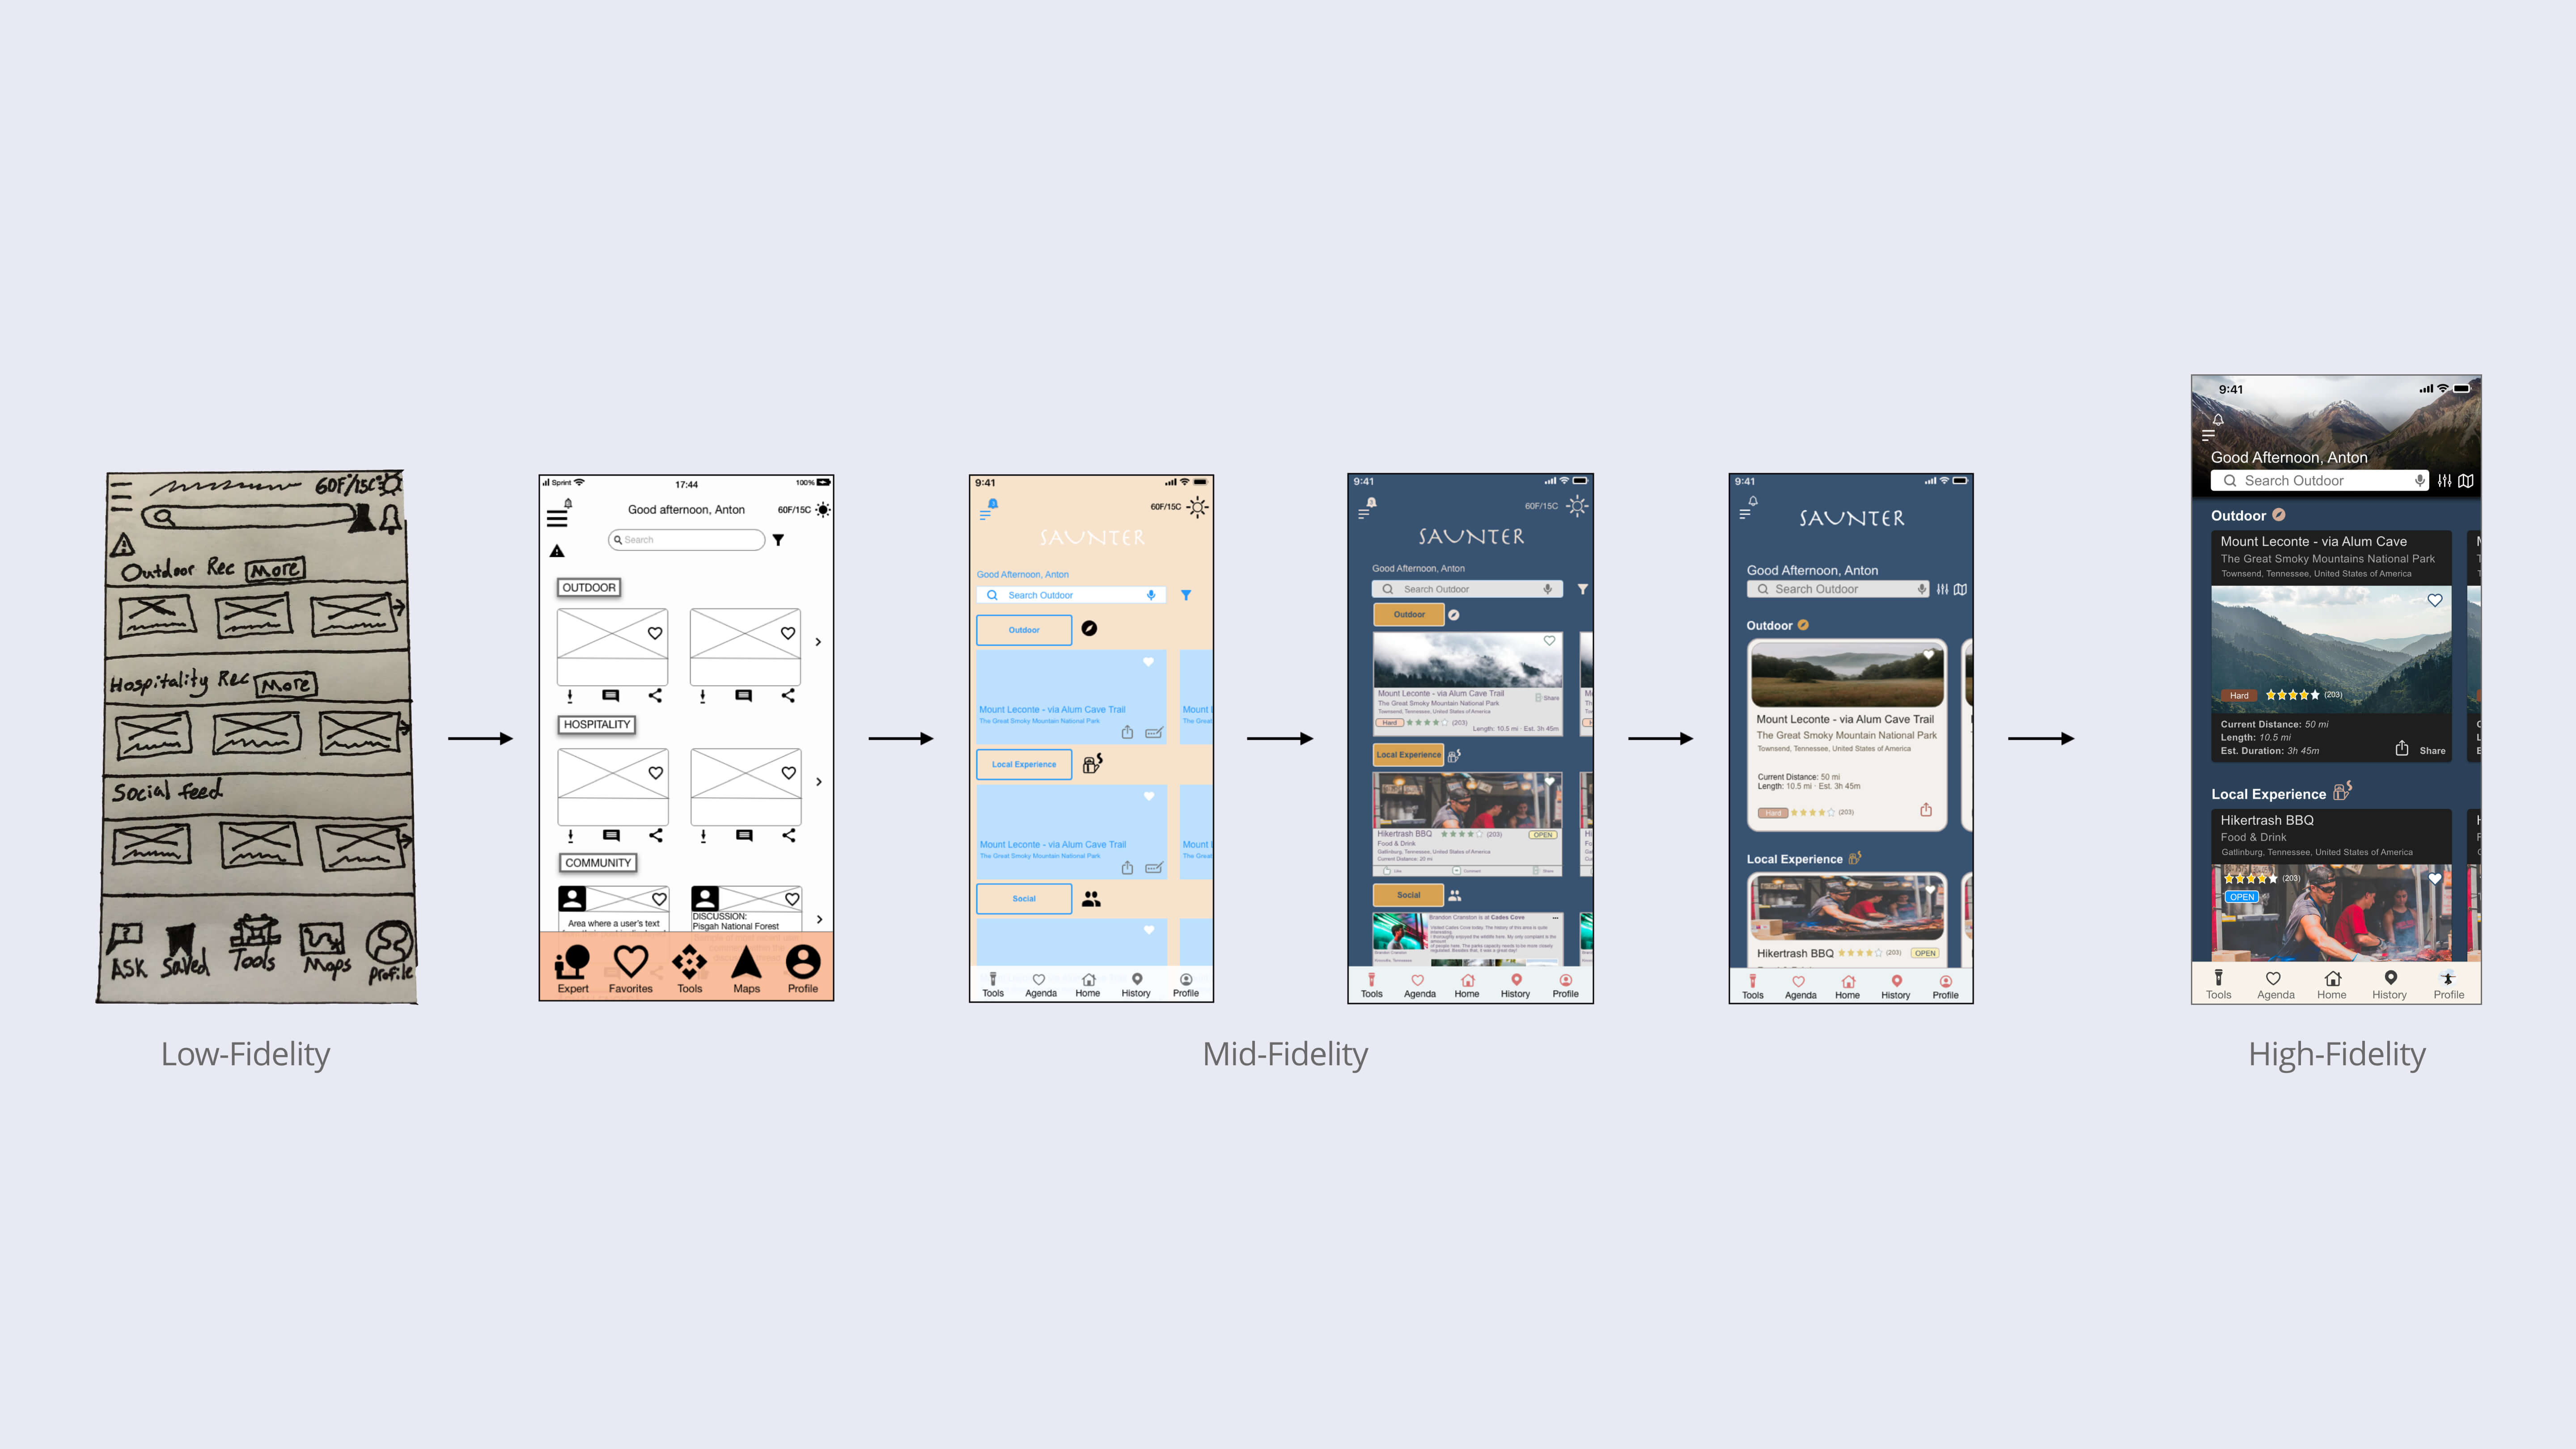 60F/15C
Outdoor Rec More
Hospitality Rec More
Social feed
ASK Saved Tools Maps Profile
Low-Fidelity
Sprint 17:44 100%
Good afternoon, Anton 60F/15C
Search
OUTDOOR
HOSPITALITY
COMMUNITY
Area where a user's text
DISCUSSION:
Pisgah National Forest
Expert Favorites Tools Maps Profile
9:41
60F/15C
SAUNTER
Good Afternoon, Anton
Search Outdoor
Outdoor
Mount Leconte - via Alum Cave Trail
The Great Smoky Mountain National Park
Mount
The Great
Local Experience
Mount Leconte - via Alum Cave Trail
The Great Smoky Mountain National Park
Mount
The Great
Social
Tools Agenda Home History Profile
9:41
60F/15C
SAUNTER
Good Afternoon, Anton
Search Outdoor
Outdoor
Mount Leconte - via Alum Cave Trail
Share
The Great Smoky Mountain National Park
Townsend, Tennessee, United States of America
Hard (203)
Length: 10.5 mi · Est. 3h 45m
Local Experience
Hikertrash BBQ (203) OPEN
Food & Drink
Gatlinburg, Tennessee, United States of America
Current Distance: 20 mi
Like Comment Share
Social
Brandon Cranston is at Cades Cove
Tools Agenda Home History Profile
Mid-Fidelity
9:41
SAUNTER
Good Afternoon, Anton
Search Outdoor
Outdoor
Mount Leconte - via Alum Cave Trail
The Great Smoky Mountain National Park
Townsend, Tennessee, United States of America
Current Distance: 50 mi
Length: 10.5 mi · Est. 3h 45m
Hard (203)
Local Experience
Hikertrash BBQ (203) OPEN
Tools Agenda Home History Profile
9:41
Good Afternoon, Anton
Search Outdoor
Outdoor
Mount Leconte - via Alum Cave
The Great Smoky Mountains National Park
Townsend, Tennessee, United States of America
Hard (203)
Current Distance: 50 mi
Length: 10.5 mi
Est. Duration: 3h 45m
Share
Local Experience
Hikertrash BBQ
Food & Drink
Gatlinburg, Tennessee, United States of America
(203)
OPEN
Tools Agenda Home History Profile
High-Fidelity